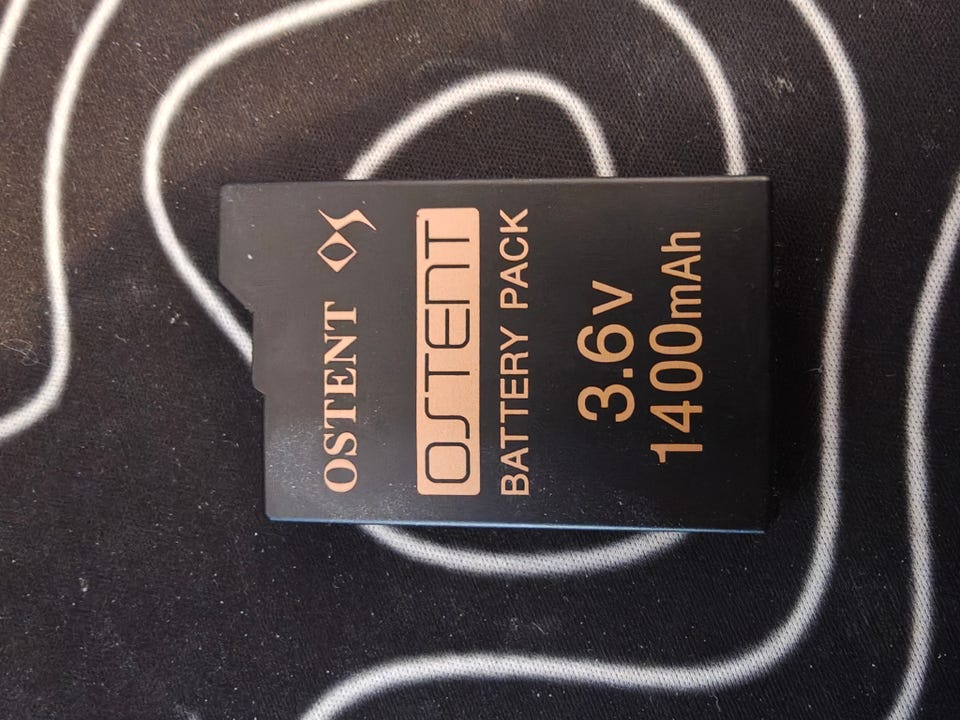 OSTENT
OSTENT
BATTERY PACK
3.6V
1400mAh